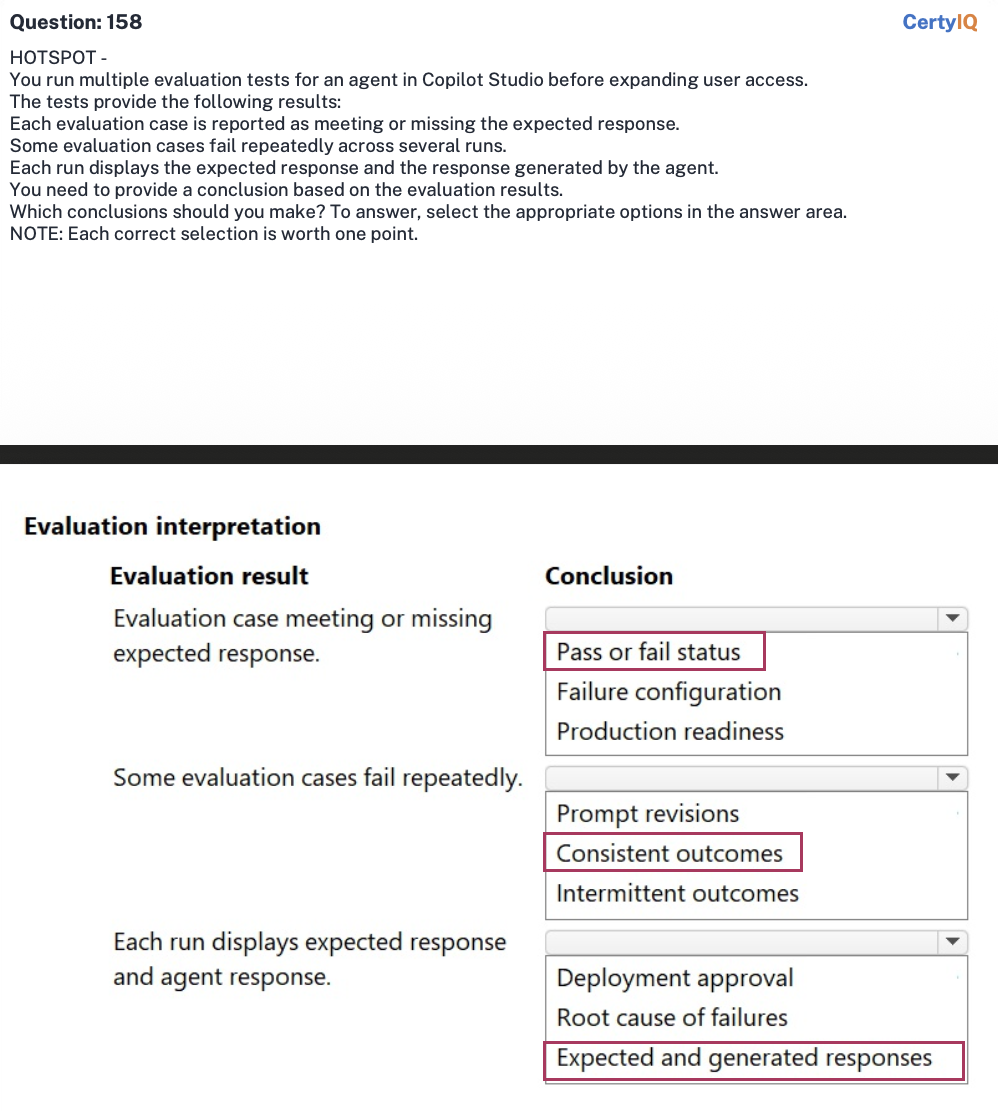 Question: 158
CertyIQ
HOTSPOT -
You run multiple evaluation tests for an agent in Copilot Studio before expanding user access.
The tests provide the following results:
Each evaluation case is reported as meeting or missing the expected response.
Some evaluation cases fail repeatedly across several runs.
Each run displays the expected response and the response generated by the agent.
You need to provide a conclusion based on the evaluation results.
Which conclusions should you make? To answer, select the appropriate options in the answer area.
NOTE: Each correct selection is worth one point.
Evaluation interpretation
Evaluation result
Conclusion
Evaluation case meeting or missing
expected response.
Pass or fail status
Failure configuration
Production readiness
Some evaluation cases fail repeatedly.
Prompt revisions
Consistent outcomes
Intermittent outcomes
Each run displays expected response
and agent response.
Deployment approval
Root cause of failures
Expected and generated responses